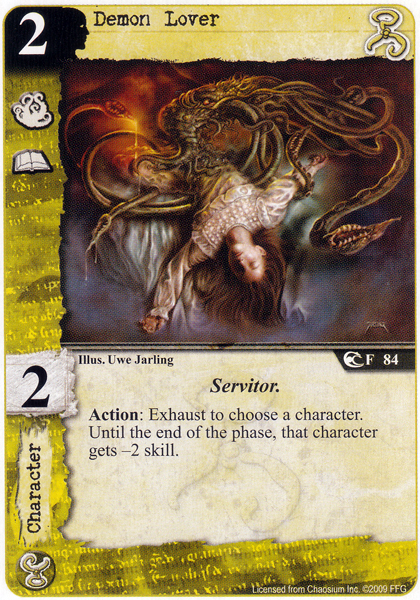 2
Demon Lover
Illus. Uwe Jarling
F 84
2
Servitor.
Action: Exhaust to choose a character.
Until the end of the phase, that character
gets –2 skill.
Character
Licensed from Chaosium Inc. ©2009 FFG